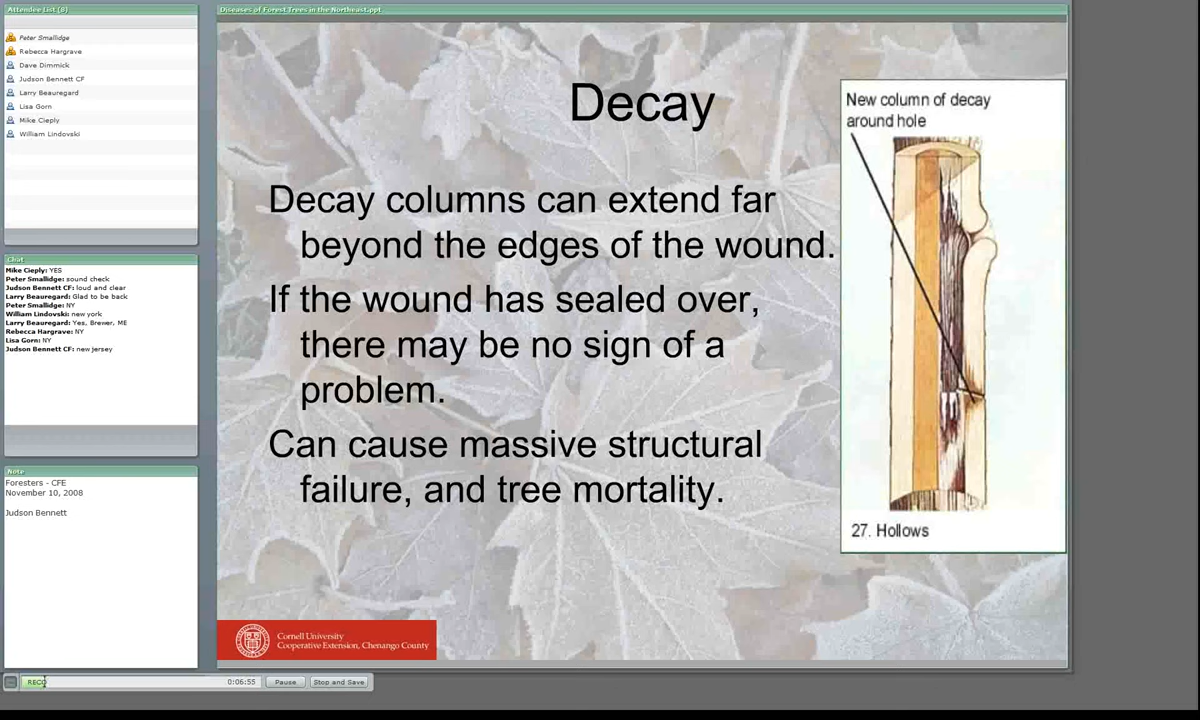 Attendee List (8)
Peter Smallidge
Rebecca Hargrave
Dave Dimmick
Judson Bennett CF
Larry Beauregard
Lisa Gorn
Mike Cieply
William Lindovski
Chat
Mike Cieply: YES
Peter Smallidge: sound check
Judson Bennett CF: loud and clear
Larry Beauregard: Glad to be back
Peter Smallidge: NY
William Lindovski: new york
Larry Beauregard: Yes, Brewer, ME
Rebecca Hargrave: NY
Lisa Gorn: NY
Judson Bennett CF: new jersey
Note
Foresters - CFE
November 10, 2008
Judson Bennett
Diseases of Forest Trees in the Northeast.ppt
Decay
Decay columns can extend far
beyond the edges of the wound.
If the wound has sealed over,
there may be no sign of a
problem.
Can cause massive structural
failure, and tree mortality.
New column of decay
around hole
27. Hollows
Cornell University
Cooperative Extension, Chenango County
0:06:55
Pause
Stop and Save